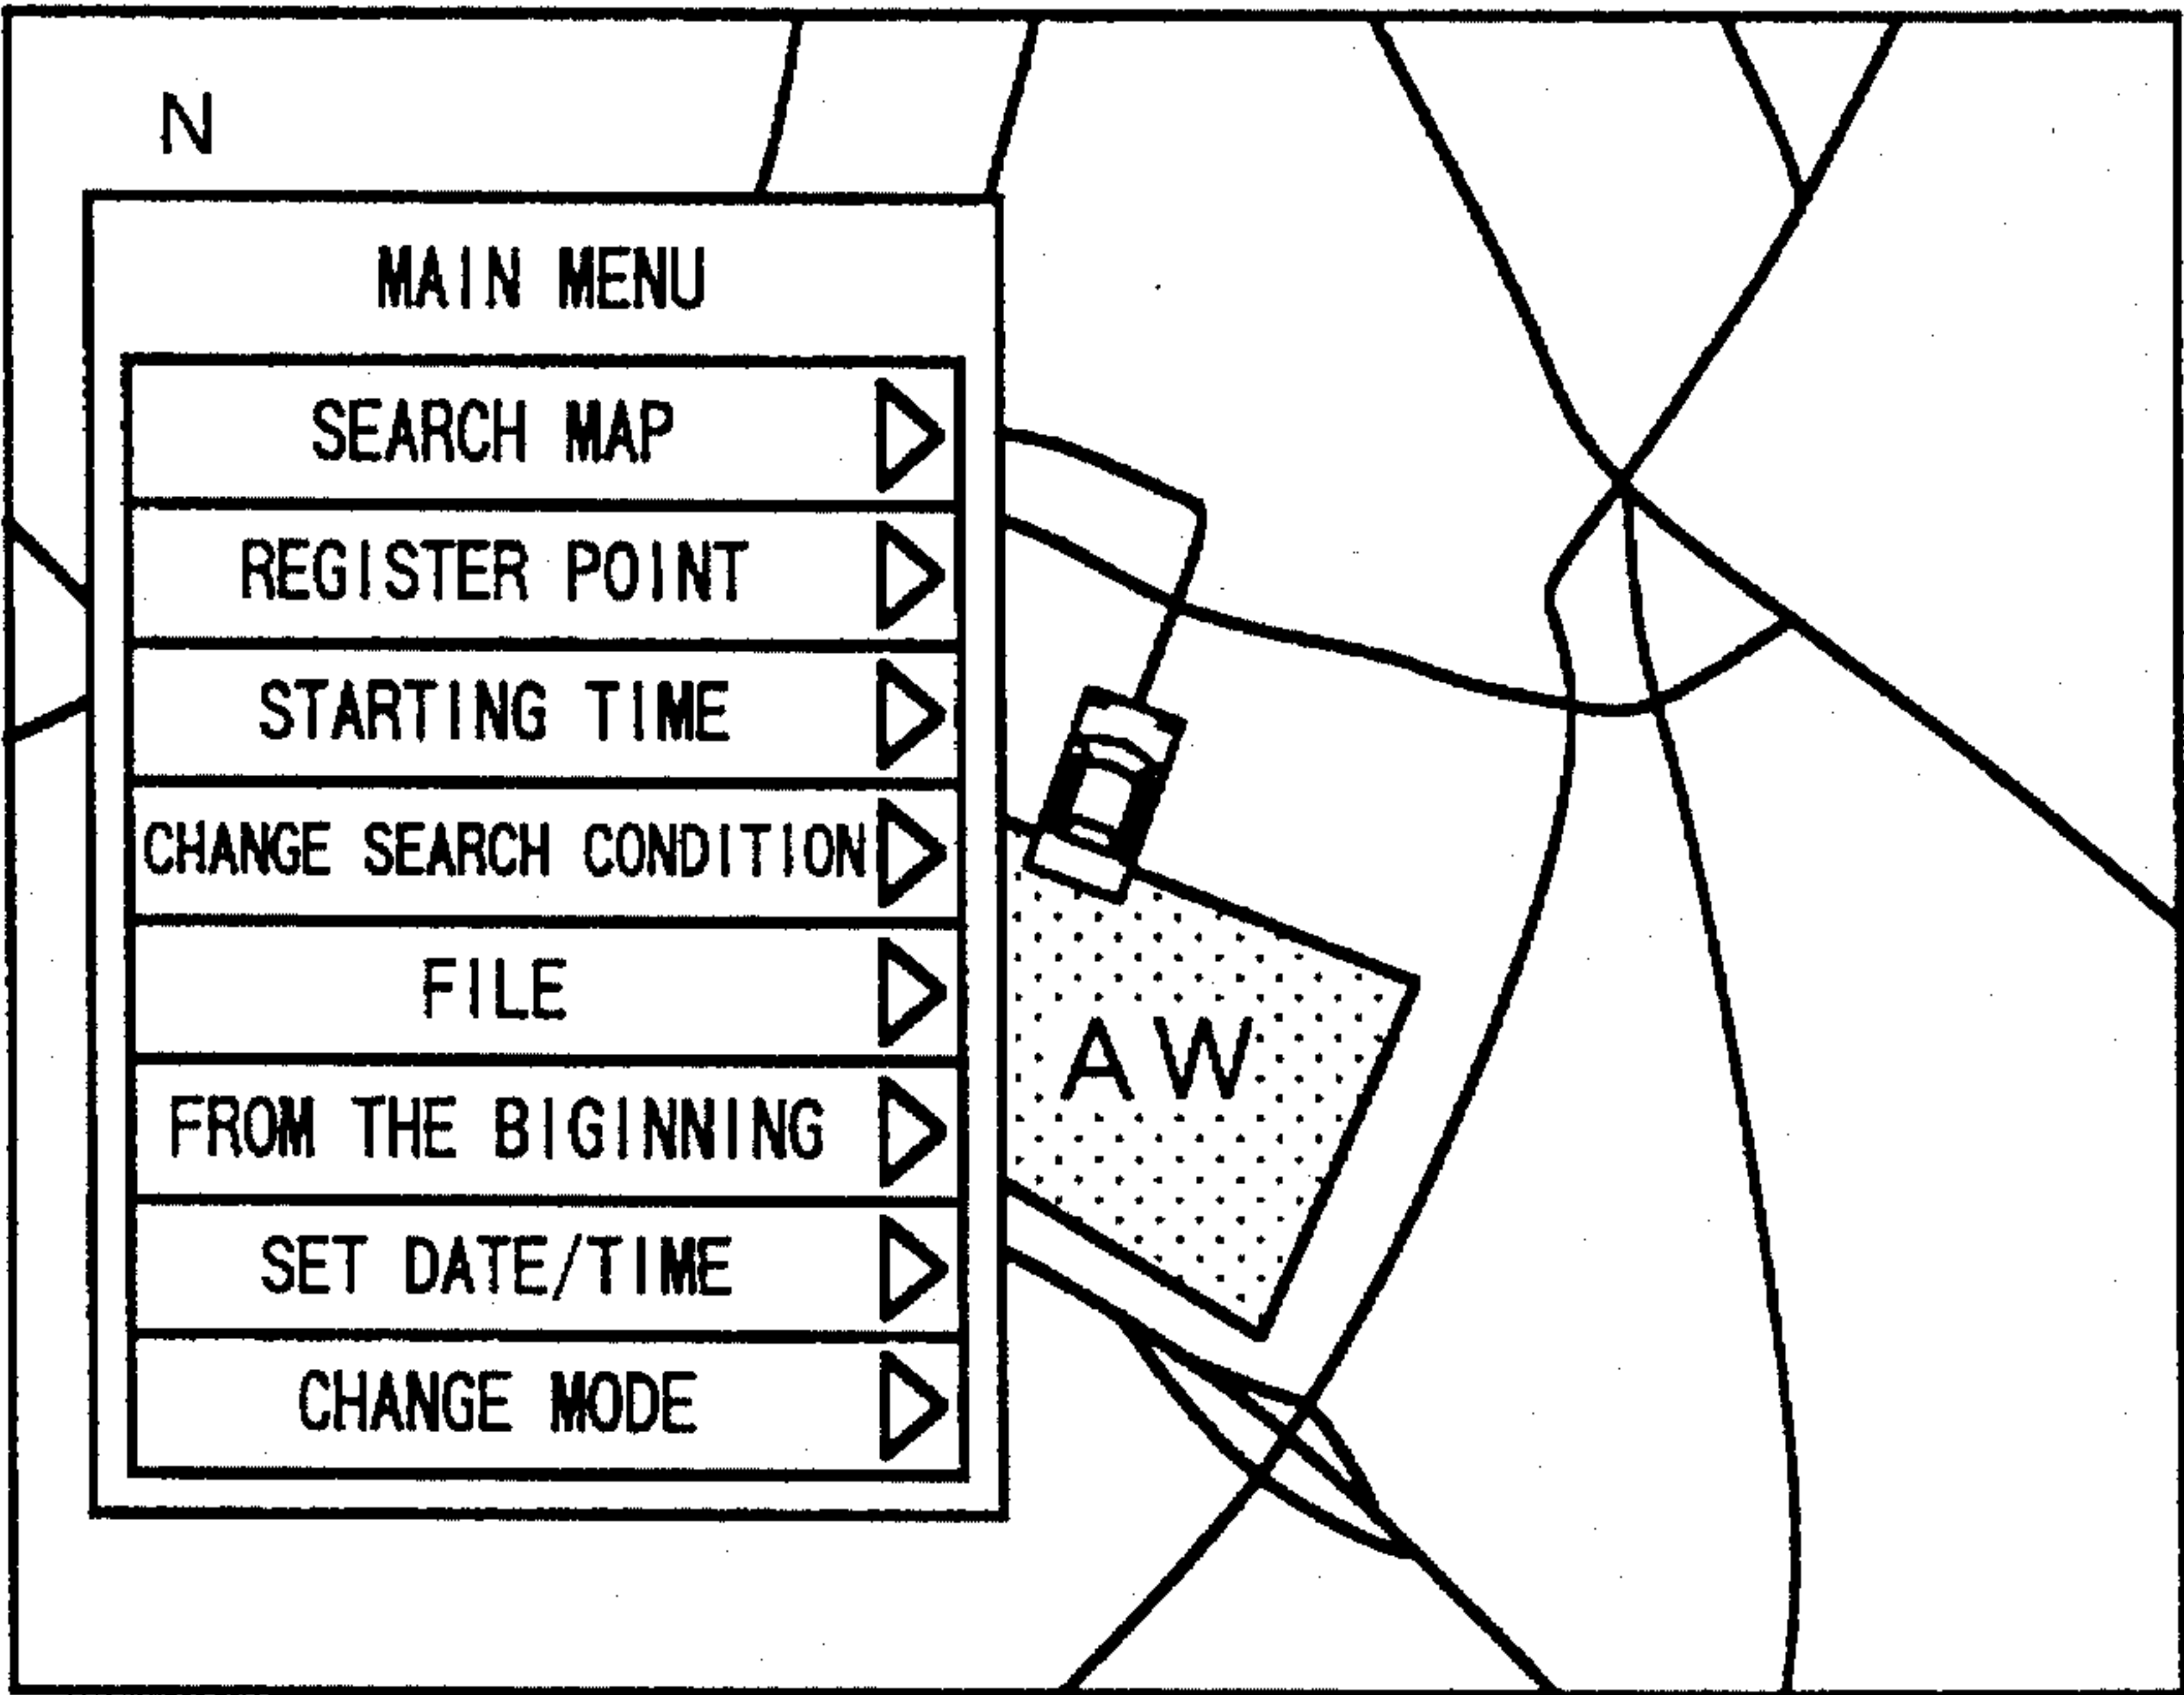 N
MAIN MENU
SEARCH MAP
REGISTER POINT
STARTING TIME
CHANGE SEARCH CONDITION
FILE
AW
FROM THE BIGINNING
SET DATE/TIME
CHANGE MODE